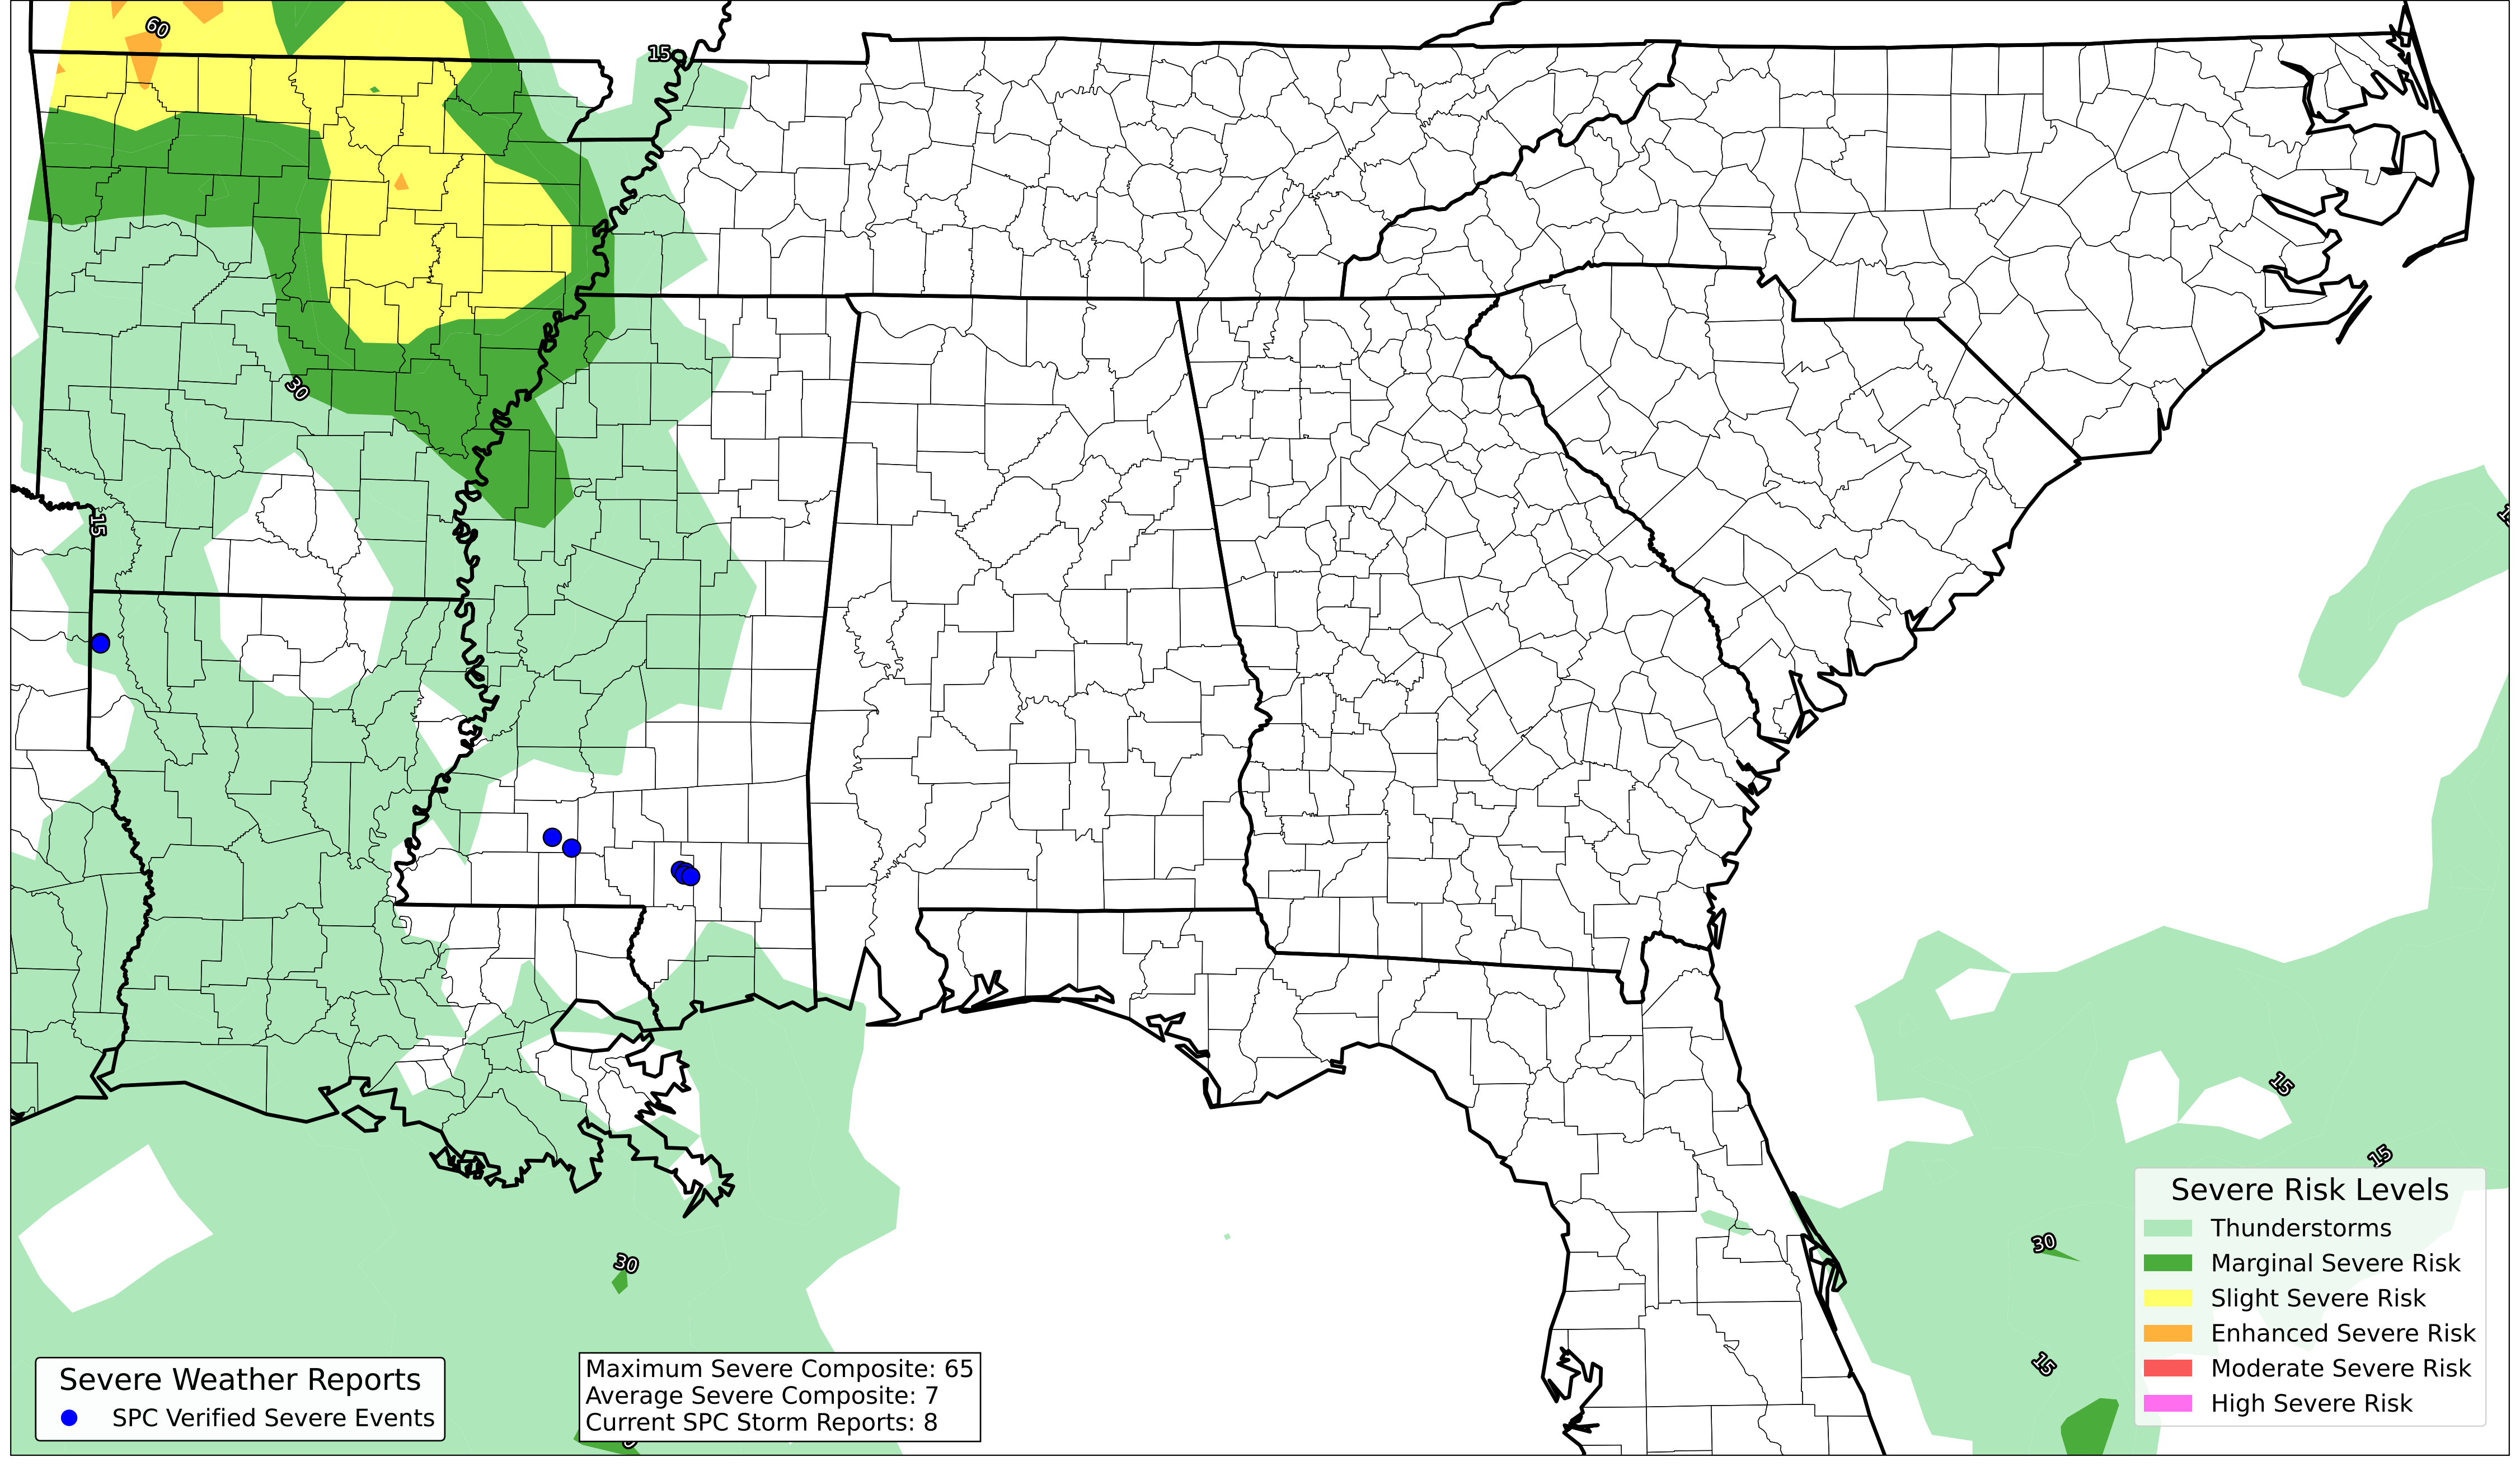 60
15
30
15
15
15
30
30
15
Severe Risk Levels
Thunderstorms
Marginal Severe Risk
Slight Severe Risk
Enhanced Severe Risk
Moderate Severe Risk
High Severe Risk
Severe Weather Reports
SPC Verified Severe Events
Maximum Severe Composite: 65
Average Severe Composite: 7
Current SPC Storm Reports: 8